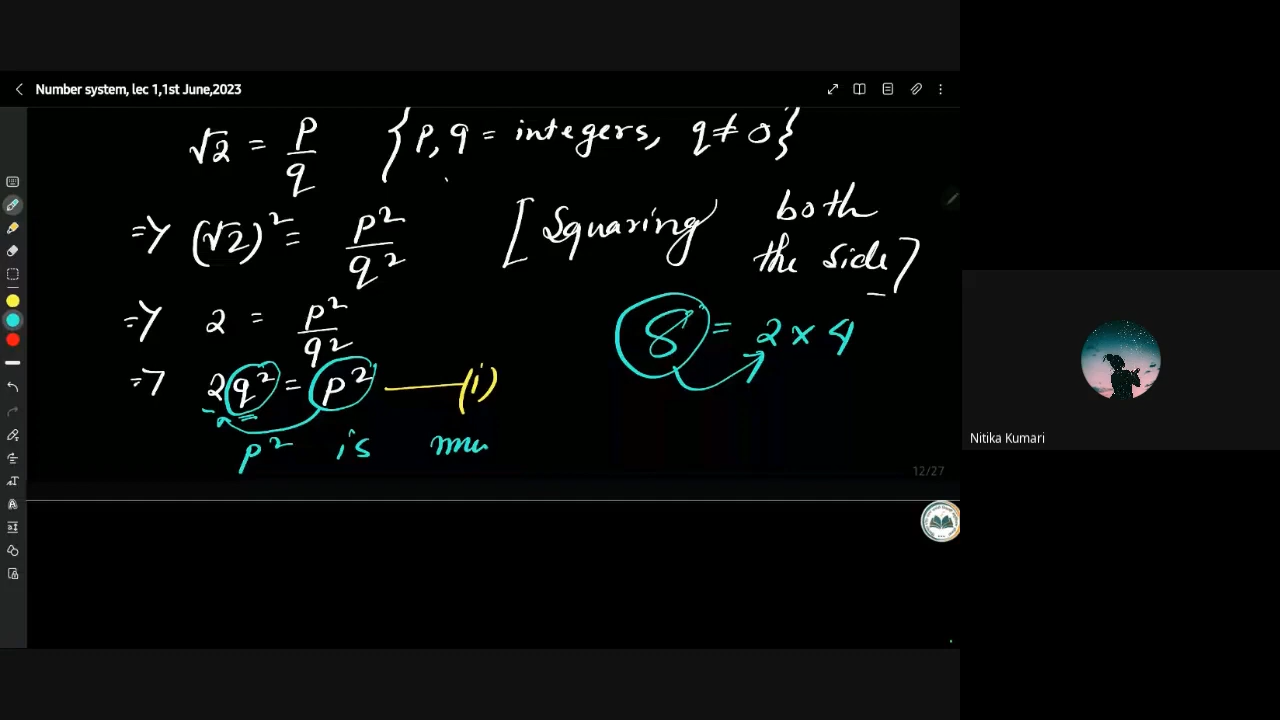 Number system, lec 1,1st June,2023
√2 = p/q {p, q = integers, q ≠ 0}
=> (√2)² = p²/q² [Squaring both the side]
=> 2 = p²/q²
8 = 2 × 4
=> 2q² = p² —(i)
p² is mu
12/27
Nitika Kumari